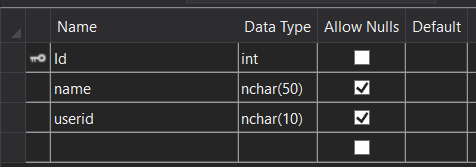 Name Data Type Allow Nulls Default
Id int
name nchar(50)
userid nchar(10)